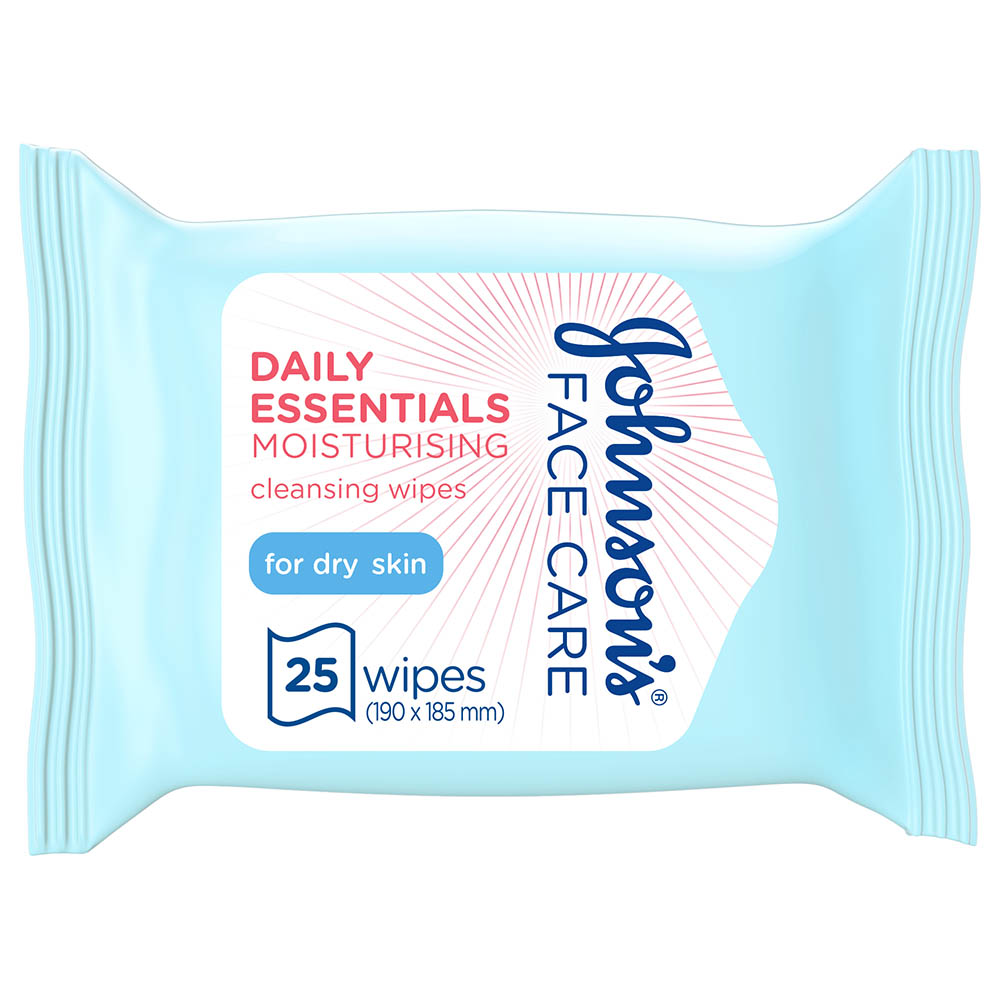 DAILY
ESSENTIALS
MOISTURISING
cleansing wipes
for dry skin
25 wipes
(190 x 185 mm)
Johnson's®
FACE CARE